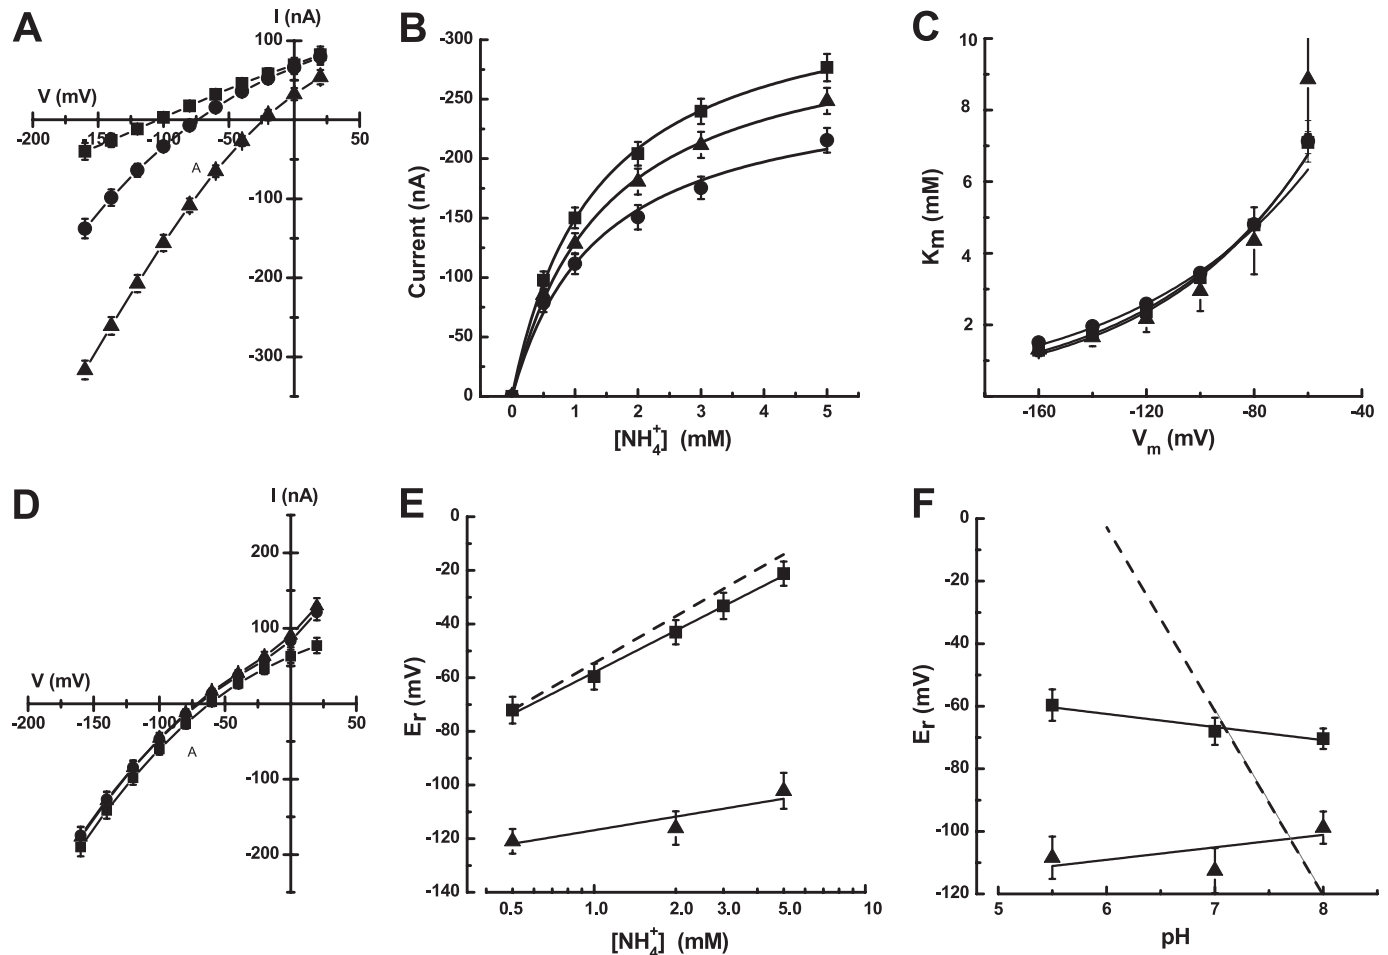 A
I (nA)
100
V (mV)
-200 -150 -100 -50 50
A
-100
-200
-300
B
-300
-250
-200
-150
-100
-50
0
Current (nA)
0 1 2 3 4 5
[NH4+] (mM)
C
10
8
6
4
2
Km (mM)
-160 -120 -80 -40
Vm (mV)
D
I (nA)
200
100
V (mV)
-200 -150 -100 -50 50
A
-100
-200
E
0
-20
-40
-60
-80
-100
-120
-140
Er (mV)
0.5 1.0 2.0 5.0 10
[NH4+] (mM)
F
0
-20
-40
-60
-80
-100
-120
Er (mV)
5 6 7 8
pH